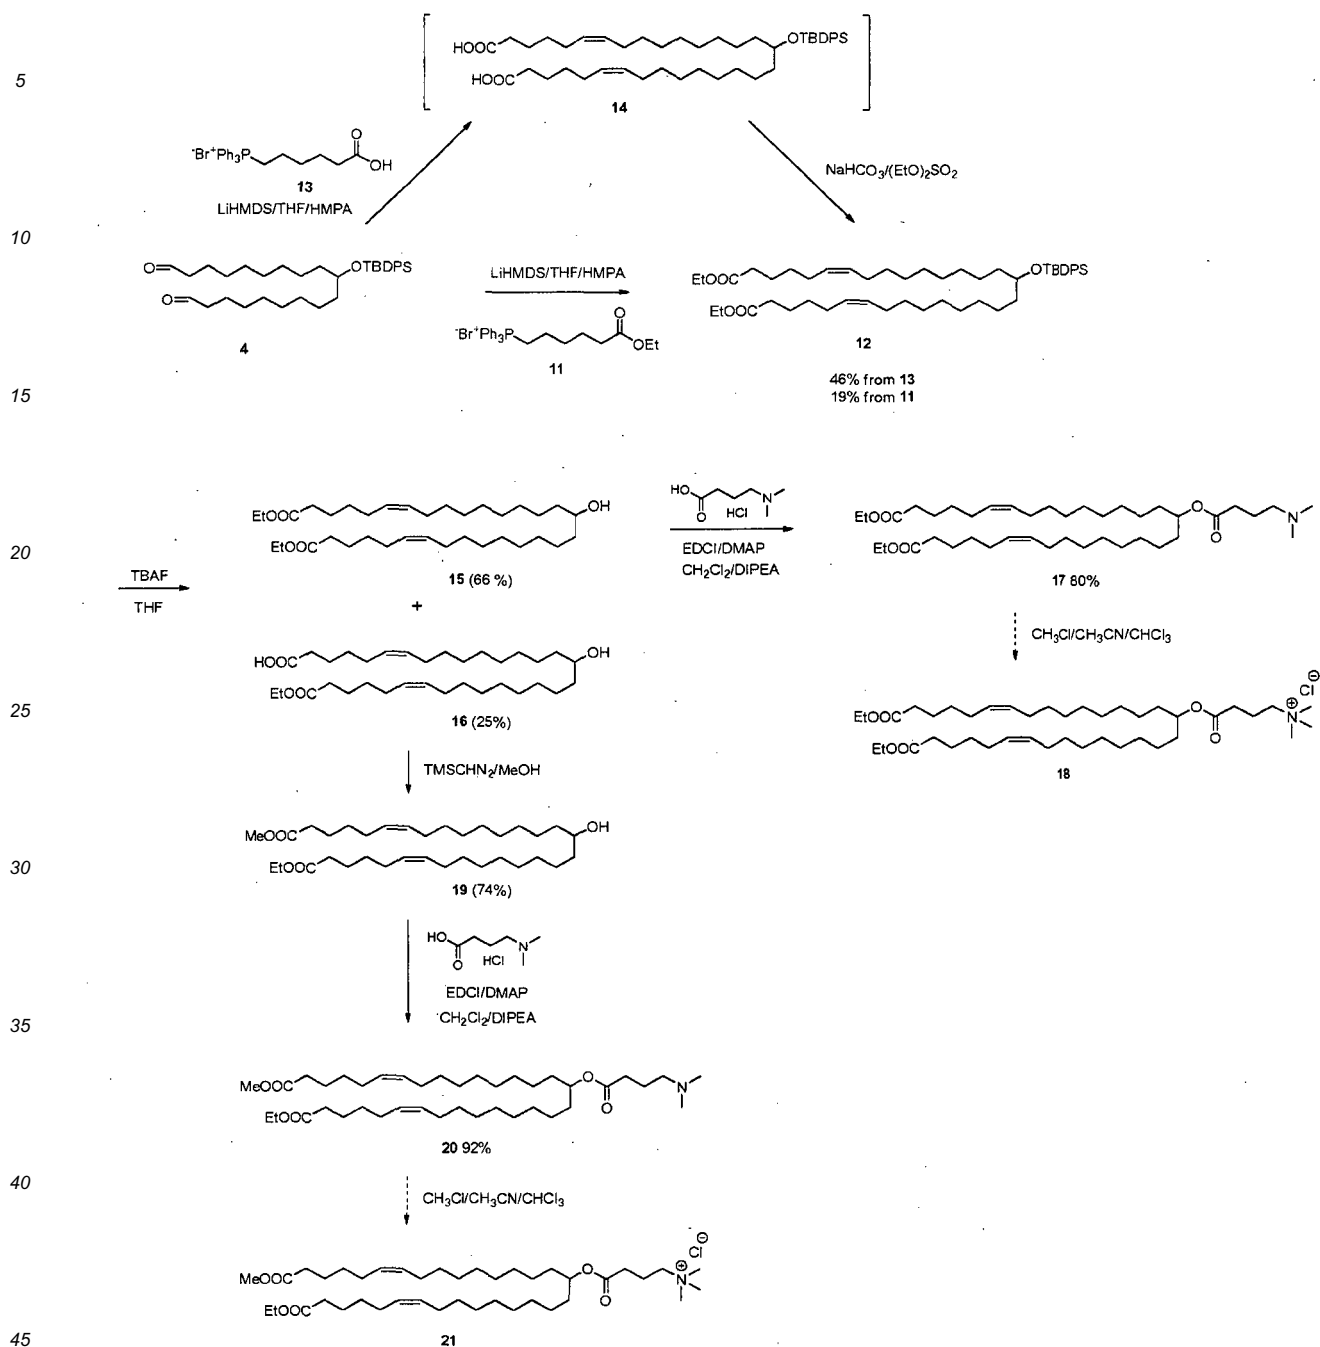 HOOC
OTBDPS
5
HOOC
14
-Br+Ph3P
O
OH
13
LiHMDS/THF/HMPA
NaHCO3/(EtO)2SO2
10
O
OTBDPS
O
4
LiHMDS/THF/HMPA
-Br+Ph3P
O
OEt
11
EtOOC
OTBDPS
EtOOC
12
46% from 13
19% from 11
15
EtOOC
OH
EtOOC
15 (66 %)
HO
O
N
HCl
EDCI/DMAP
CH2Cl2/DIPEA
EtOOC
O
O
N
EtOOC
17 80%
20
TBAF
THF
+
CH3Cl/CH3CN/CHCl3
HOOC
OH
EtOOC
16 (25%)
25
EtOOC
O
O
N
⊕
Cl
⊖
EtOOC
18
TMSCHN2/MeOH
MeOOC
OH
EtOOC
19 (74%)
30
HO
O
N
HCl
EDCI/DMAP
CH2Cl2/DIPEA
35
MeOOC
O
O
N
EtOOC
20 92%
40
CH3Cl/CH3CN/CHCl3
MeOOC
O
O
N
⊕
Cl
⊖
EtOOC
21
45